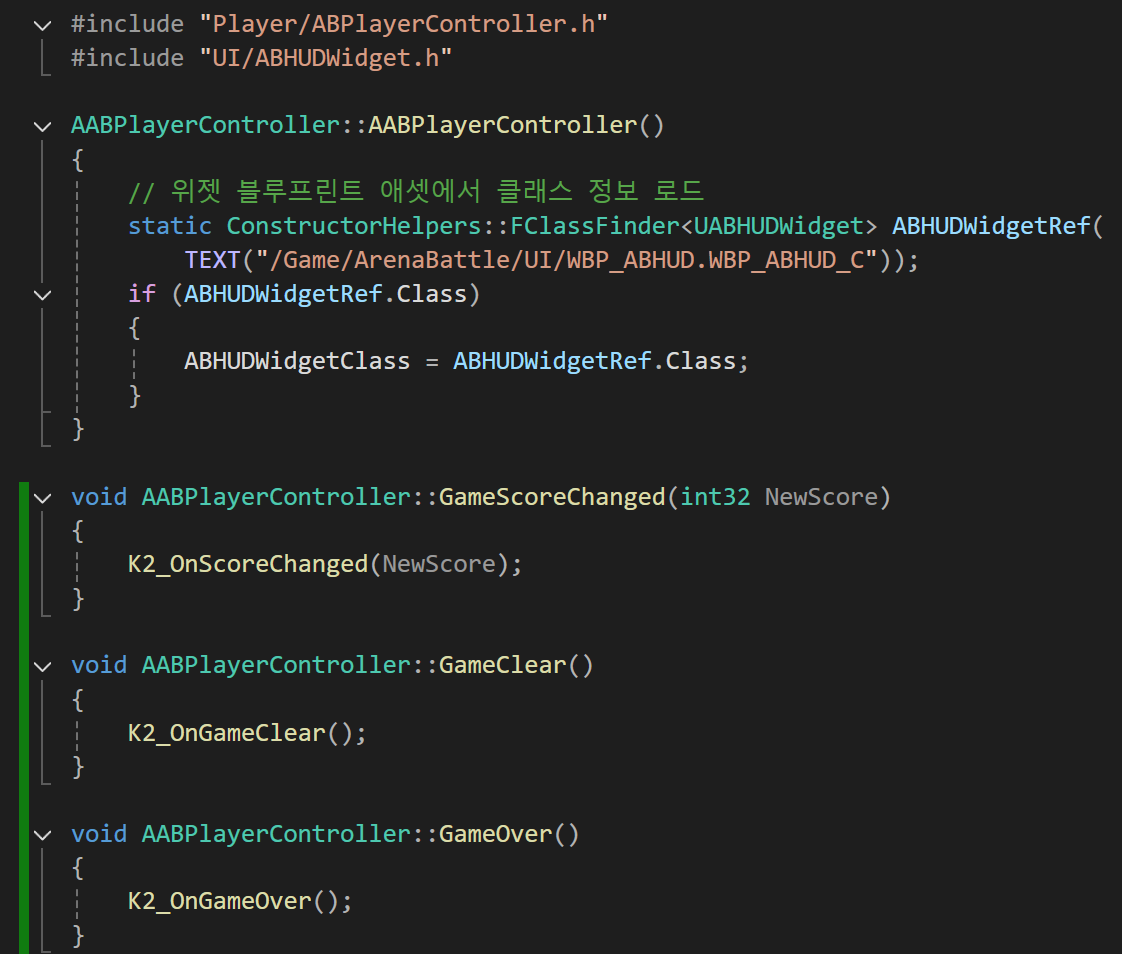 #include "Player/ABPlayerController.h"
#include "UI/ABHUDWidget.h"
AABPlayerController::AABPlayerController()
{
// 위젯 블루프린트 애셋에서 클래스 정보 로드
static ConstructorHelpers::FClassFinder<UABHUDWidget> ABHUDWidgetRef(
TEXT("/Game/ArenaBattle/UI/WBP_ABHUD.WBP_ABHUD_C"));
if (ABHUDWidgetRef.Class)
{
ABHUDWidgetClass = ABHUDWidgetRef.Class;
}
}
void AABPlayerController::GameScoreChanged(int32 NewScore)
{
K2_OnScoreChanged(NewScore);
}
void AABPlayerController::GameClear()
{
K2_OnGameClear();
}
void AABPlayerController::GameOver()
{
K2_OnGameOver();
}